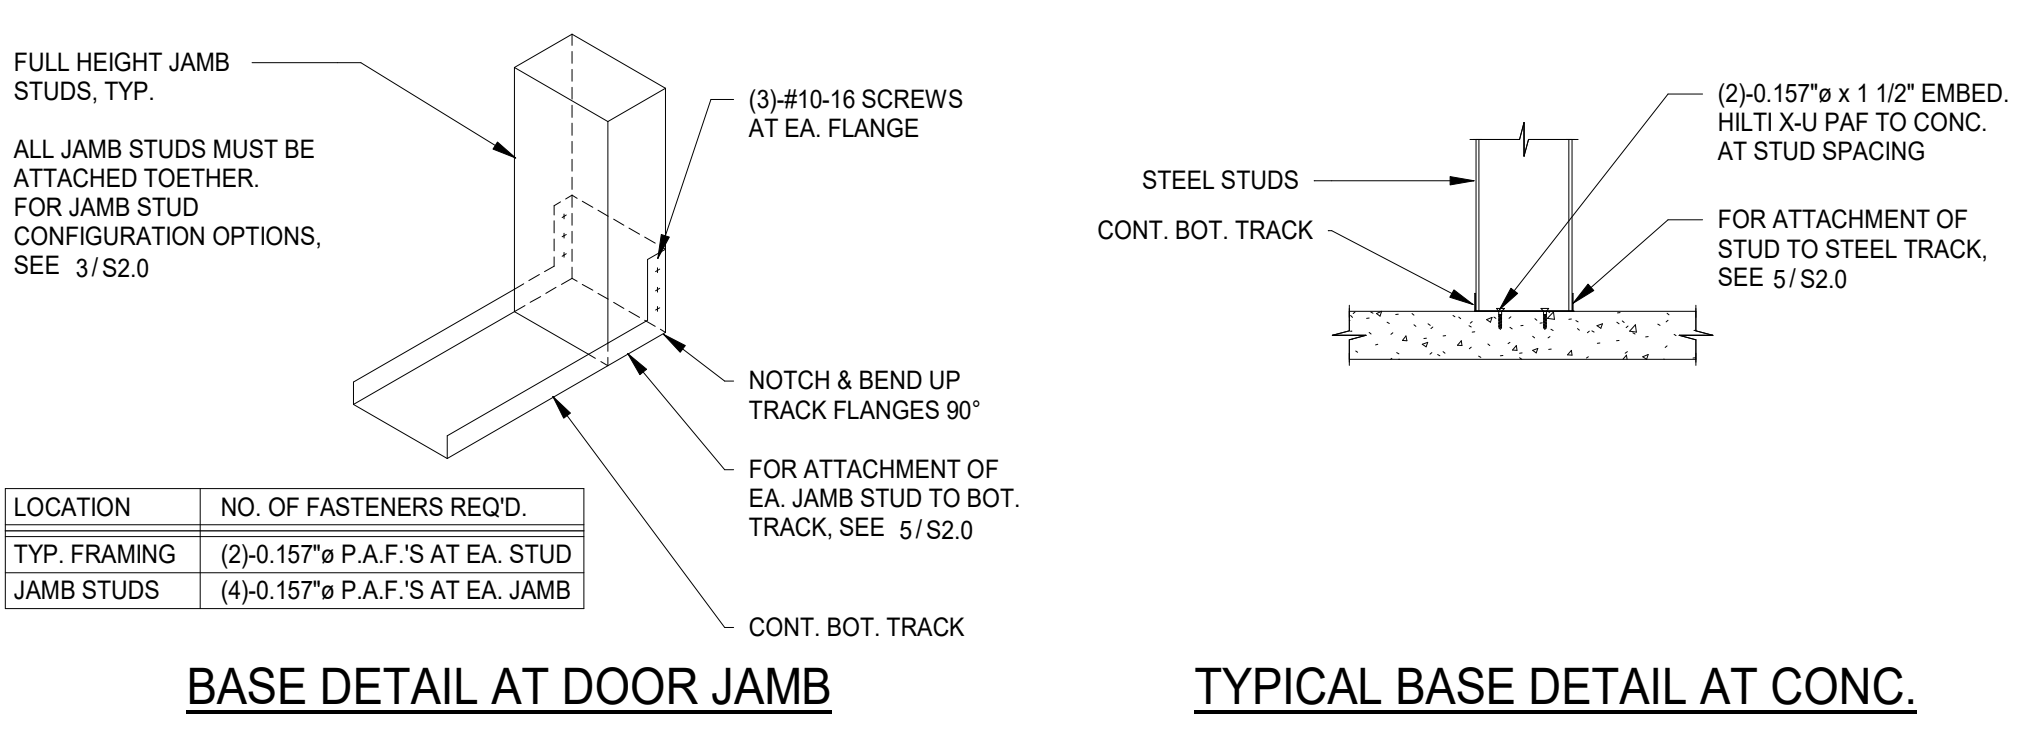 FULL HEIGHT JAMB
STUDS, TYP.
ALL JAMB STUDS MUST BE
ATTACHED TOETHER.
FOR JAMB STUD
CONFIGURATION OPTIONS,
SEE 3/S2.0
(3)-#10-16 SCREWS
AT EA. FLANGE
NOTCH & BEND UP
TRACK FLANGES 90°
FOR ATTACHMENT OF
EA. JAMB STUD TO BOT.
TRACK, SEE 5/S2.0
CONT. BOT. TRACK
LOCATION NO. OF FASTENERS REQ'D.
TYP. FRAMING (2)-0.157"ø P.A.F.'S AT EA. STUD
JAMB STUDS (4)-0.157"ø P.A.F.'S AT EA. JAMB
BASE DETAIL AT DOOR JAMB
STEEL STUDS
CONT. BOT. TRACK
(2)-0.157"ø x 1 1/2" EMBED.
HILTI X-U PAF TO CONC.
AT STUD SPACING
FOR ATTACHMENT OF
STUD TO STEEL TRACK,
SEE 5/S2.0
TYPICAL BASE DETAIL AT CONC.